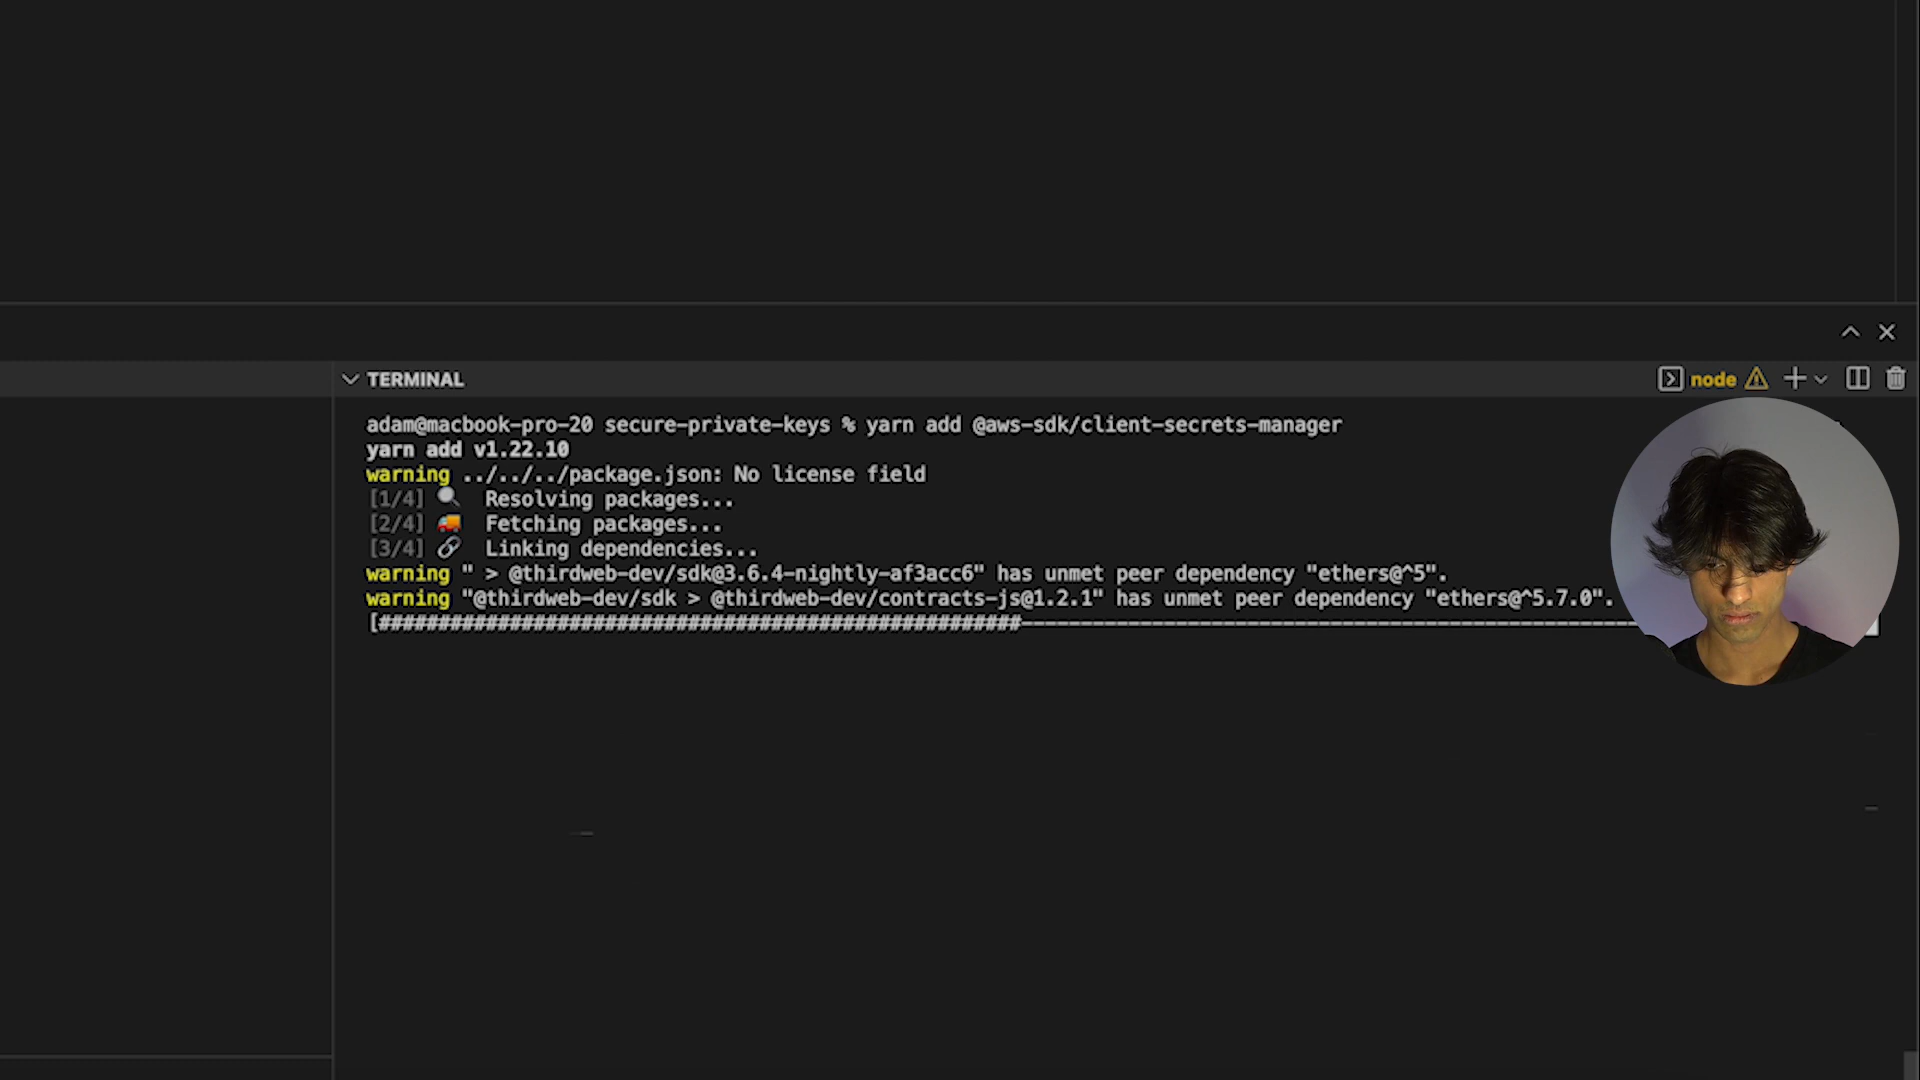 TERMINAL
node
adam@macbook-pro-20 secure-private-keys % yarn add @aws-sdk/client-secrets-manager
yarn add v1.22.10
warning ../../../package.json: No license field
[1/4] 🔍 Resolving packages...
[2/4] 🚚 Fetching packages...
[3/4] 🔗 Linking dependencies...
warning " > @thirdweb-dev/sdk@3.6.4-nightly-af3acc6" has unmet peer dependency "ethers@^5".
warning "@thirdweb-dev/sdk > @thirdweb-dev/contracts-js@1.2.1" has unmet peer dependency "ethers@^5.7.0".
[######################################################----------------------------------------------------